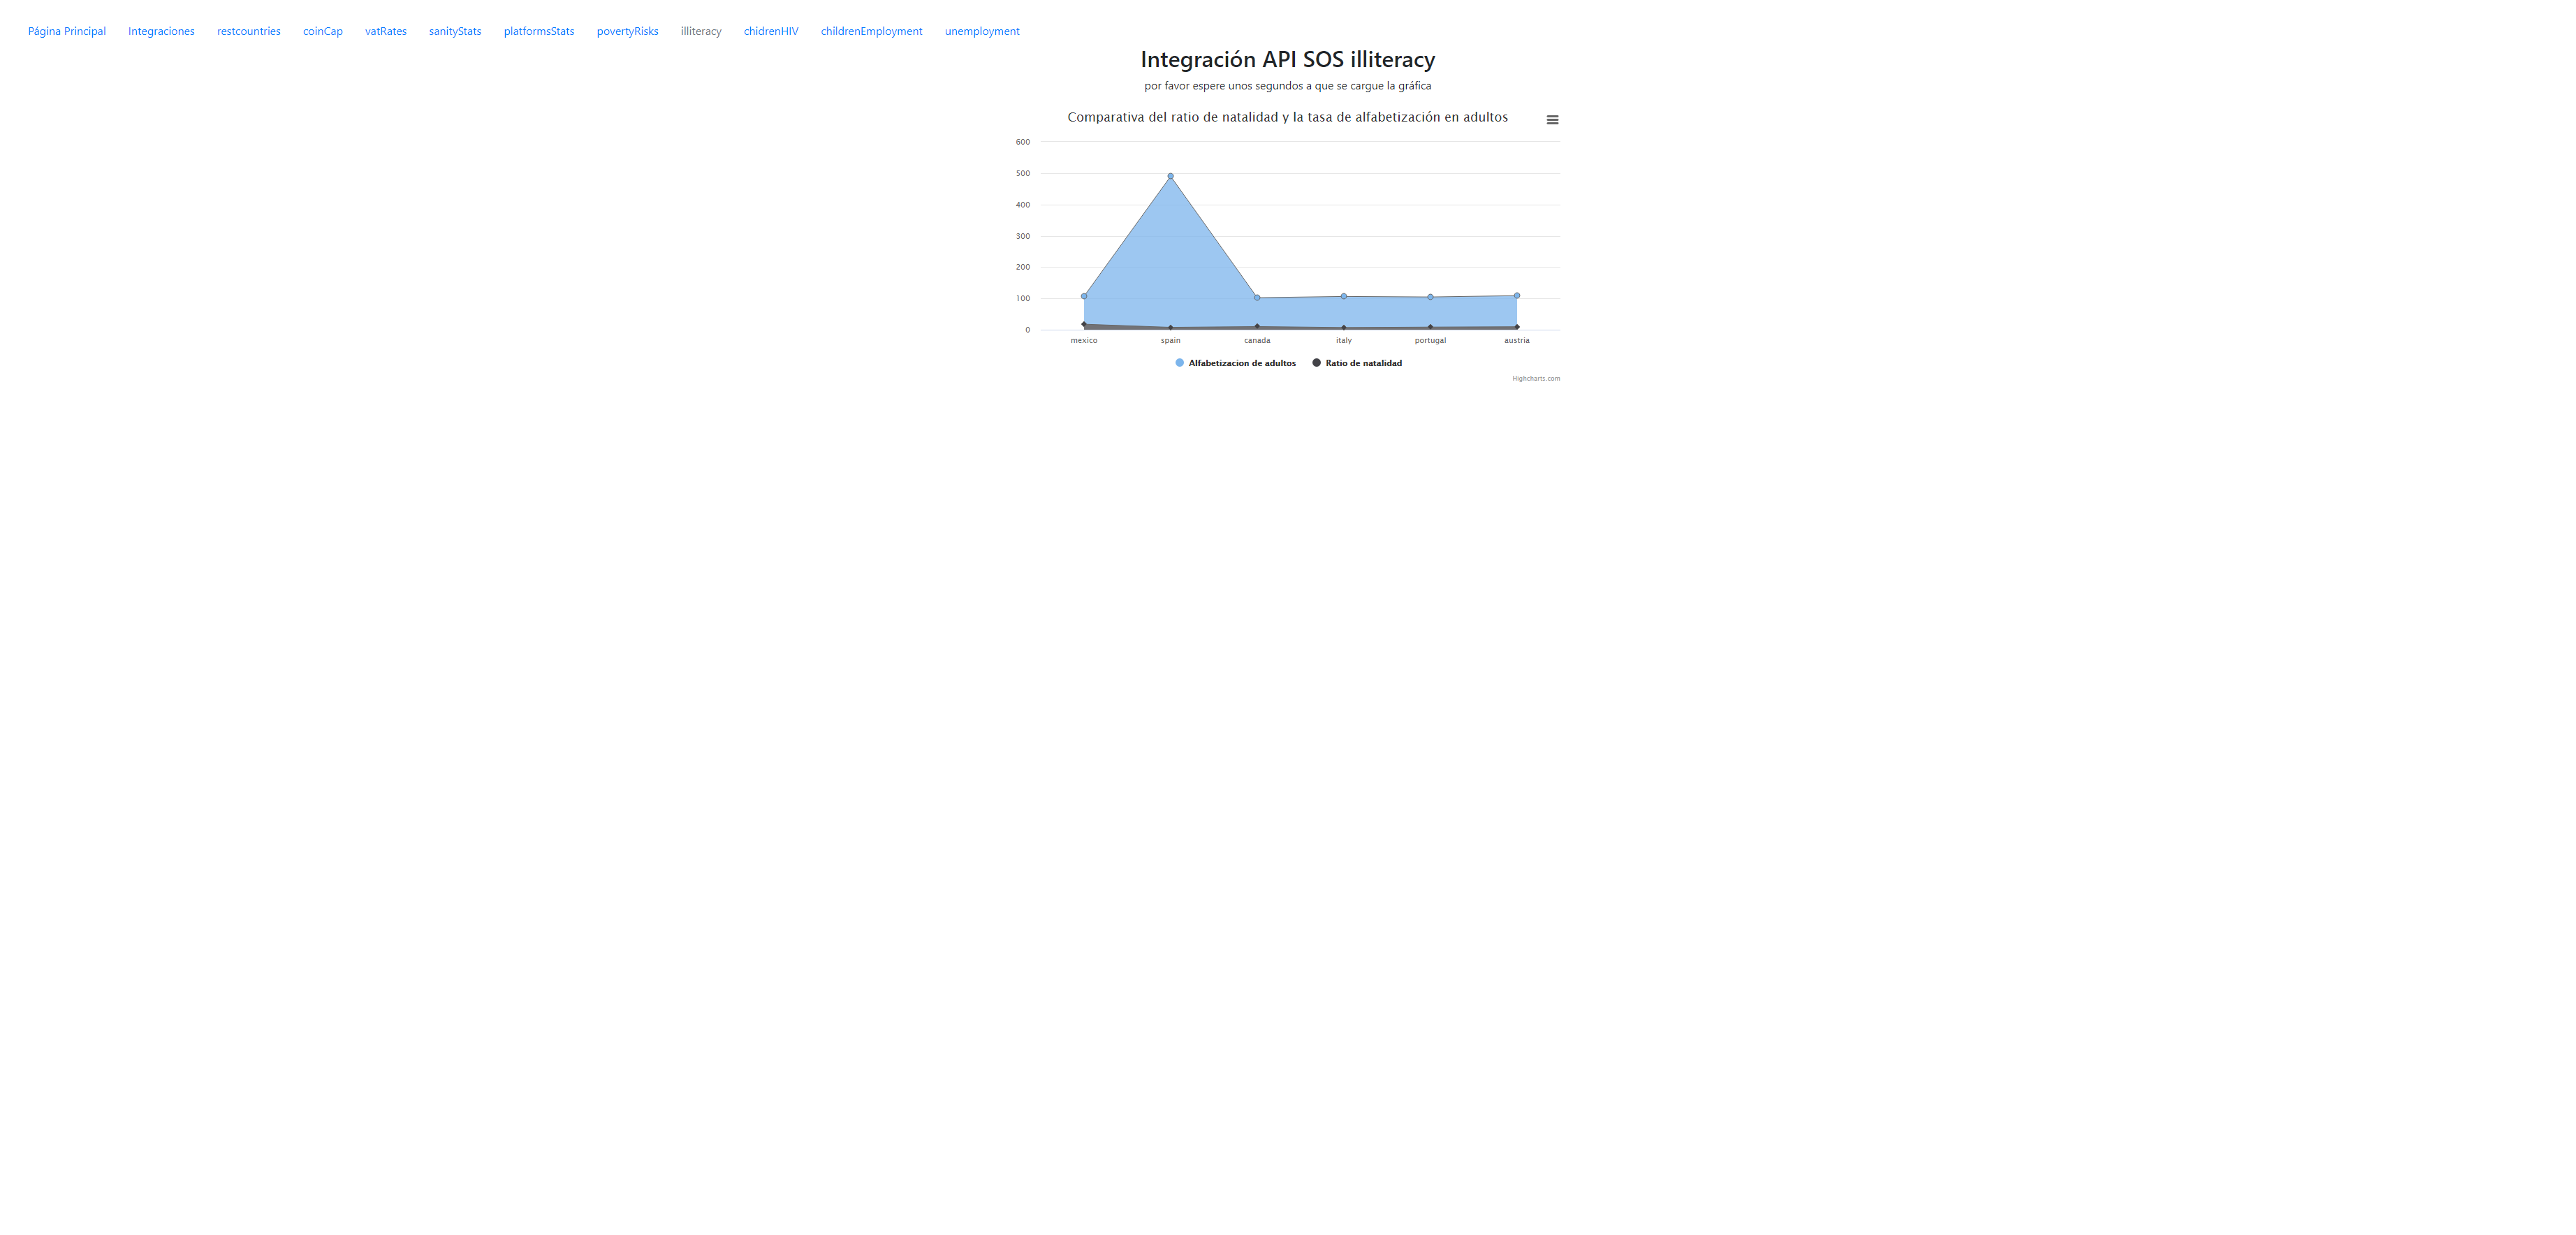 Página Principal Integraciones restcountries coinCap vatRates sanityStats platformsStats povertyRisks illiteracy chidrenHIV childrenEmployment unemployment
Integración API SOS illiteracy
por favor espere unos segundos a que se cargue la gráfica
Comparativa del ratio de natalidad y la tasa de alfabetización en adultos
600
500
400
300
200
100
0
mexico spain canada italy portugal austria
Alfabetizacion de adultos Ratio de natalidad
Highcharts.com